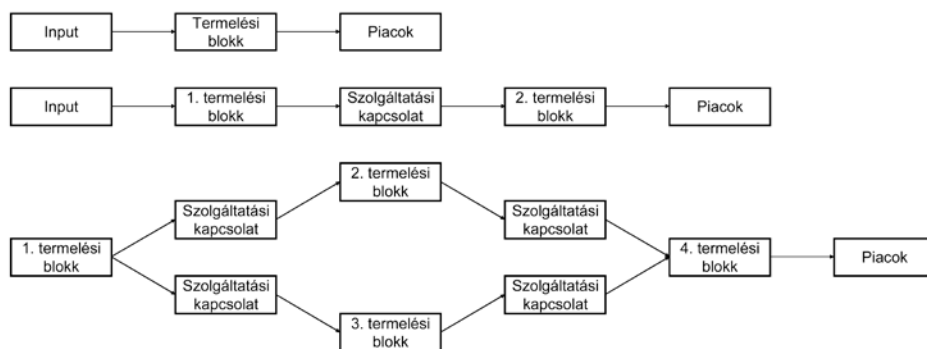 Input
Termelési
blokk
Piacok
Input
1. termelési
blokk
Szolgáltatási
kapcsolat
2. termelési
blokk
Piacok
1. termelési
blokk
Szolgáltatási
kapcsolat
2. termelési
blokk
Szolgáltatási
kapcsolat
Szolgáltatási
kapcsolat
3. termelési
blokk
Szolgáltatási
kapcsolat
4. termelési
blokk
Piacok